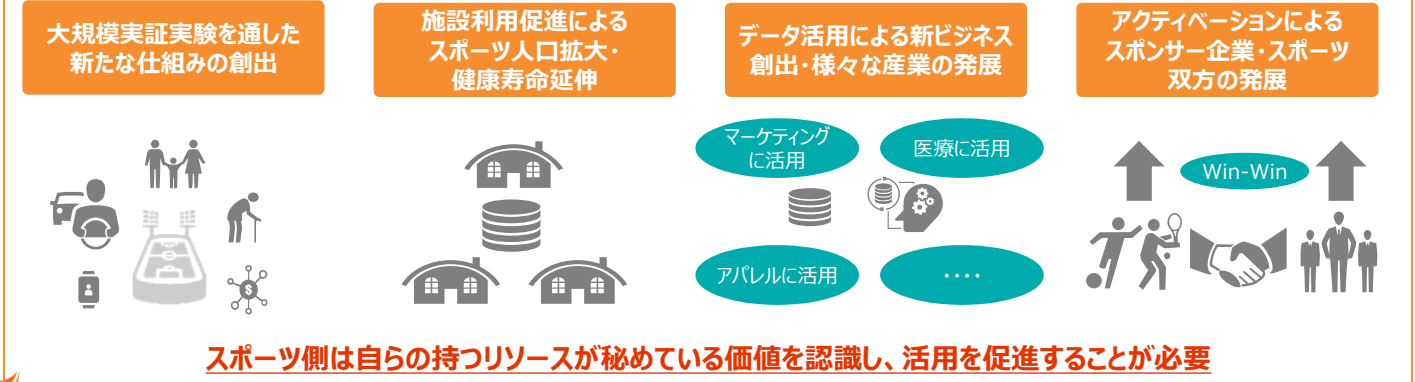 大規模実証実験を通した
新たな仕組みの創出
施設利用促進による
スポーツ人口拡大・
健康寿命延伸
データ活用による新ビジネス
創出・様々な産業の発展
アクティベーションによる
スポンサー企業・スポーツ
双方の発展
マーケティング
に活用
医療に活用
アパレルに活用
・・・・
Win-Win
$
スポーツ側は自らの持つリソースが秘めている価値を認識し、活用を促進することが必要